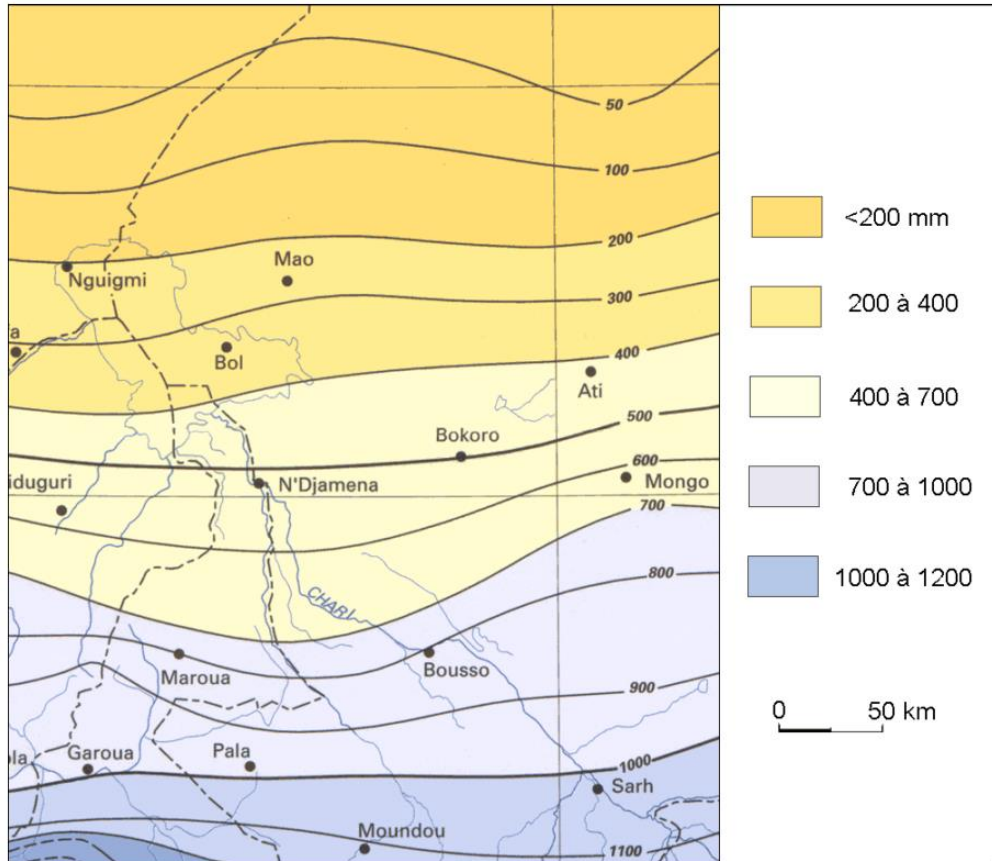 50
100
200
Mao
Nguigmi
300
a
Bol
400
Ati
500
Bokoro
600
iduguri
N'Djamena
Mongo
700
800
CHARI
Maroua
Bousso
900
ola
Garoua
Pala
1000
Sarh
Moundou
1100
<200 mm
200 à 400
400 à 700
700 à 1000
1000 à 1200
0 50 km